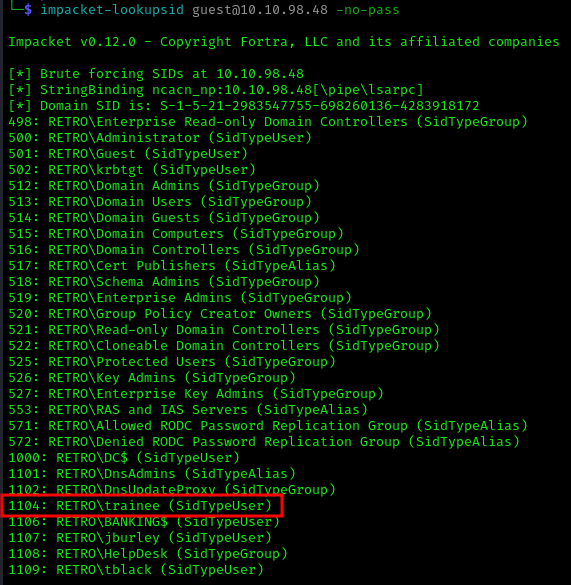 └─$ impacket-lookupsid guest@10.10.98.48 -no-pass
Impacket v0.12.0 - Copyright Fortra, LLC and its affiliated companies
[*] Brute forcing SIDs at 10.10.98.48
[*] StringBinding ncacn_np:10.10.98.48[\pipe\lsarpc]
[*] Domain SID is: S-1-5-21-2983547755-698260136-4283918172
498: RETRO\Enterprise Read-only Domain Controllers (SidTypeGroup)
500: RETRO\Administrator (SidTypeUser)
501: RETRO\Guest (SidTypeUser)
502: RETRO\krbtgt (SidTypeUser)
512: RETRO\Domain Admins (SidTypeGroup)
513: RETRO\Domain Users (SidTypeGroup)
514: RETRO\Domain Guests (SidTypeGroup)
515: RETRO\Domain Computers (SidTypeGroup)
516: RETRO\Domain Controllers (SidTypeGroup)
517: RETRO\Cert Publishers (SidTypeAlias)
518: RETRO\Schema Admins (SidTypeGroup)
519: RETRO\Enterprise Admins (SidTypeGroup)
520: RETRO\Group Policy Creator Owners (SidTypeGroup)
521: RETRO\Read-only Domain Controllers (SidTypeGroup)
522: RETRO\Cloneable Domain Controllers (SidTypeGroup)
525: RETRO\Protected Users (SidTypeGroup)
526: RETRO\Key Admins (SidTypeGroup)
527: RETRO\Enterprise Key Admins (SidTypeGroup)
553: RETRO\RAS and IAS Servers (SidTypeAlias)
571: RETRO\Allowed RODC Password Replication Group (SidTypeAlias)
572: RETRO\Denied RODC Password Replication Group (SidTypeAlias)
1000: RETRO\DC$ (SidTypeUser)
1101: RETRO\DnsAdmins (SidTypeAlias)
1102: RETRO\DnsUpdateProxy (SidTypeGroup)
1104: RETRO\trainee (SidTypeUser)
1106: RETRO\BANKING$ (SidTypeUser)
1107: RETRO\jburley (SidTypeUser)
1108: RETRO\HelpDesk (SidTypeGroup)
1109: RETRO\tblack (SidTypeUser)